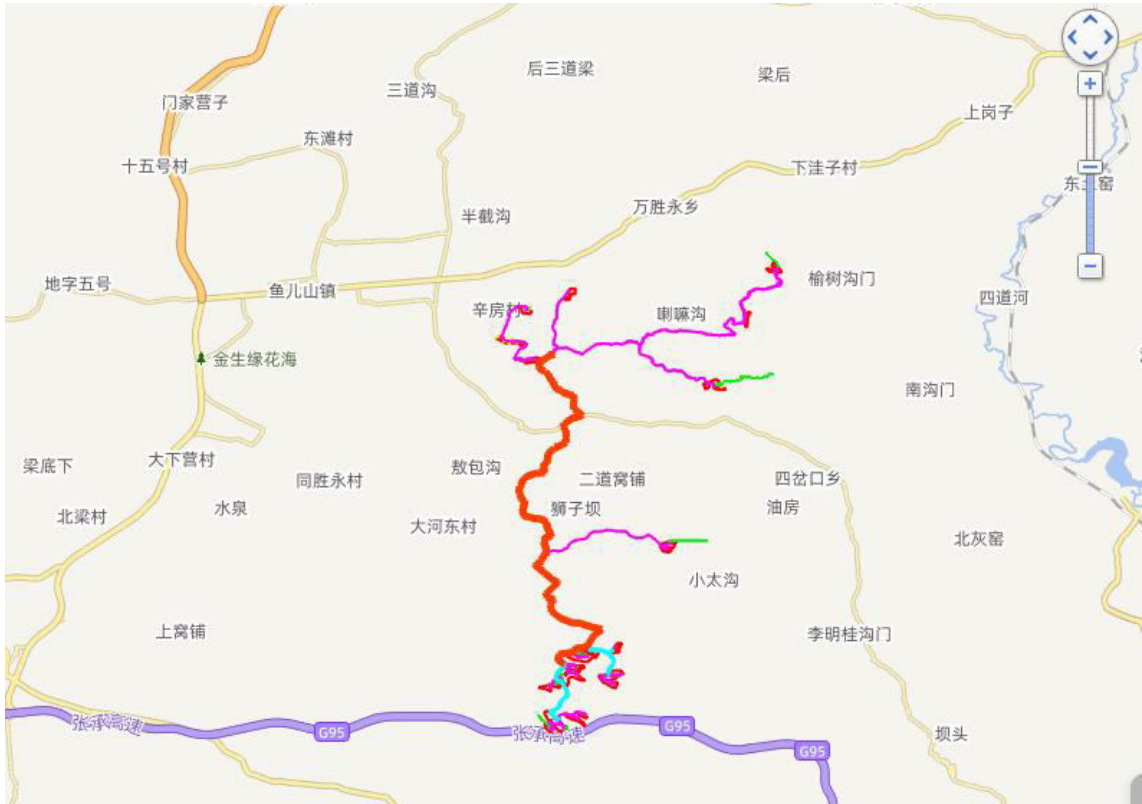 后三道梁
梁后
三道沟
门家营子
上岗子
东滩村
十五号村
下洼子村
万胜永乡
半截沟
榆树沟门
地字五号
鱼儿山镇
四道河
辛房村
喇嘛沟
金生缘花海
南沟门
梁底下
大下营村
敖包沟
二道窝铺
四岔口乡
同胜永村
水泉
狮子坝
油房
北梁村
大河东村
北灰窑
小太沟
上窝铺
李明桂沟门
张承高速
G95
张承高速
G95
G95
坝头